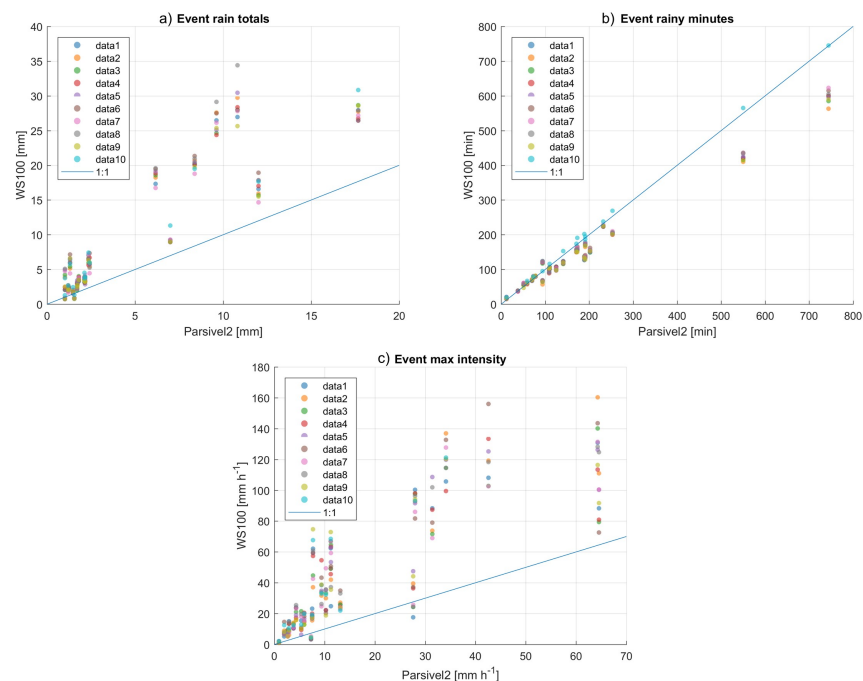 a) Event rain totals
40
35
30
25
20
15
10
5
0
WS100 [mm]
data1
data2
data3
data4
data5
data6
data7
data8
data9
data10
1:1
0 5 10 15 20
Parsivel2 [mm]
b) Event rainy minutes
800
700
600
500
400
300
200
100
0
WS100 [min]
data1
data2
data3
data4
data5
data6
data7
data8
data9
data10
1:1
0 100 200 300 400 500 600 700 800
Parsivel2 [min]
c) Event max intensity
180
160
140
120
100
80
60
40
20
0
WS100 [mm h⁻¹]
data1
data2
data3
data4
data5
data6
data7
data8
data9
data10
1:1
0 10 20 30 40 50 60 70
Parsivel2 [mm h⁻¹]